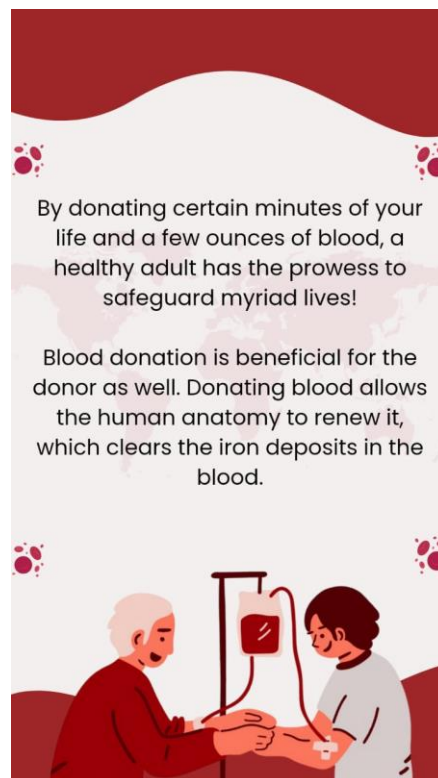 By donating certain minutes of your
life and a few ounces of blood, a
healthy adult has the prowess to
safeguard myriad lives!
Blood donation is beneficial for the
donor as well. Donating blood allows
the human anatomy to renew it,
which clears the iron deposits in the
blood.